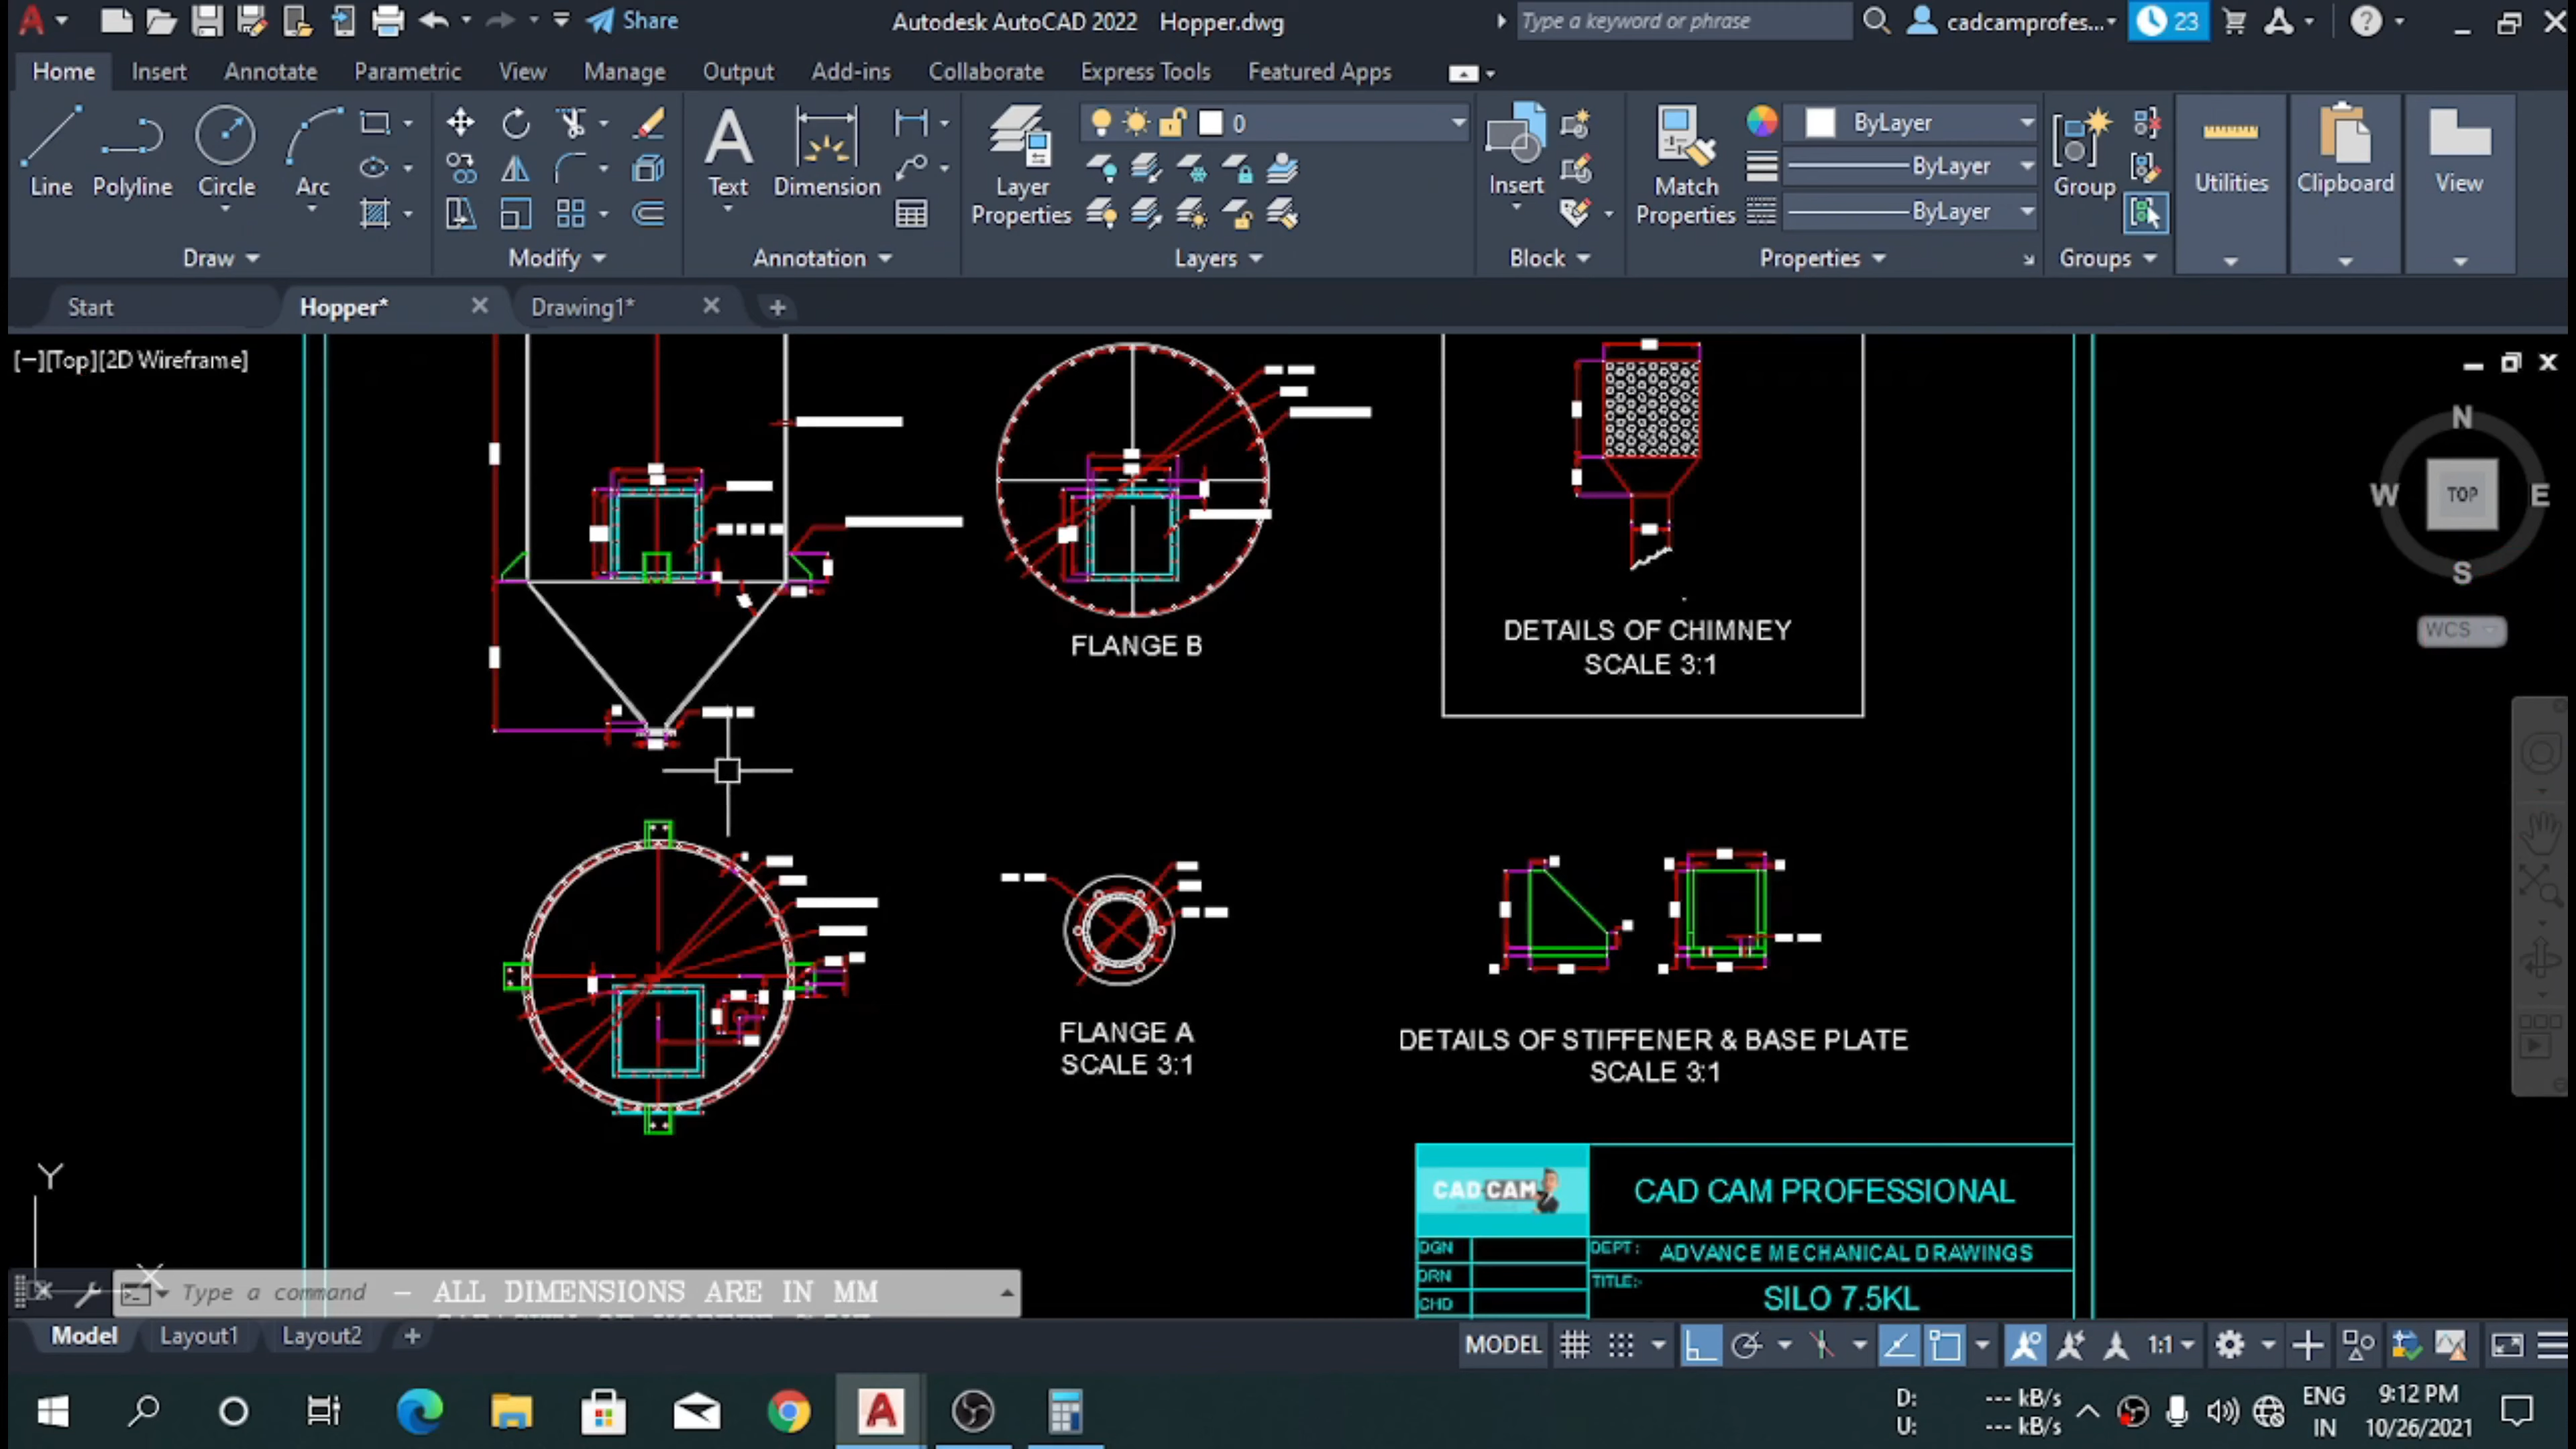 Share
Autodesk AutoCAD 2022 Hopper.dwg
Type a keyword or phrase
cadcamprofes...
23
Home Insert Annotate Parametric View Manage Output Add-ins Collaborate Express Tools Featured Apps
Line Polyline Circle Arc
Text Dimension
Layer Properties
0
Insert
Match Properties
ByLayer
ByLayer
ByLayer
Group
Utilities
Clipboard
View
Draw Modify Annotation Layers Block Properties Groups
Start Hopper* Drawing1*
[−][Top][2D Wireframe]
N
W TOP E
S
WCS
FLANGE B
DETAILS OF CHIMNEY
SCALE 3:1
FLANGE A
SCALE 3:1
DETAILS OF STIFFENER & BASE PLATE
SCALE 3:1
CAD CAM
CAD CAM PROFESSIONAL
DGN
DRN
CHD
DEPT: ADVANCE MECHANICAL DRAWINGS
TITLE:-
SILO 7.5KL
Y
X
Type a command
– ALL DIMENSIONS ARE IN MM
Model Layout1 Layout2
MODEL
1:1
D: --- kB/s
U: --- kB/s
ENG
IN
9:12 PM
10/26/2021